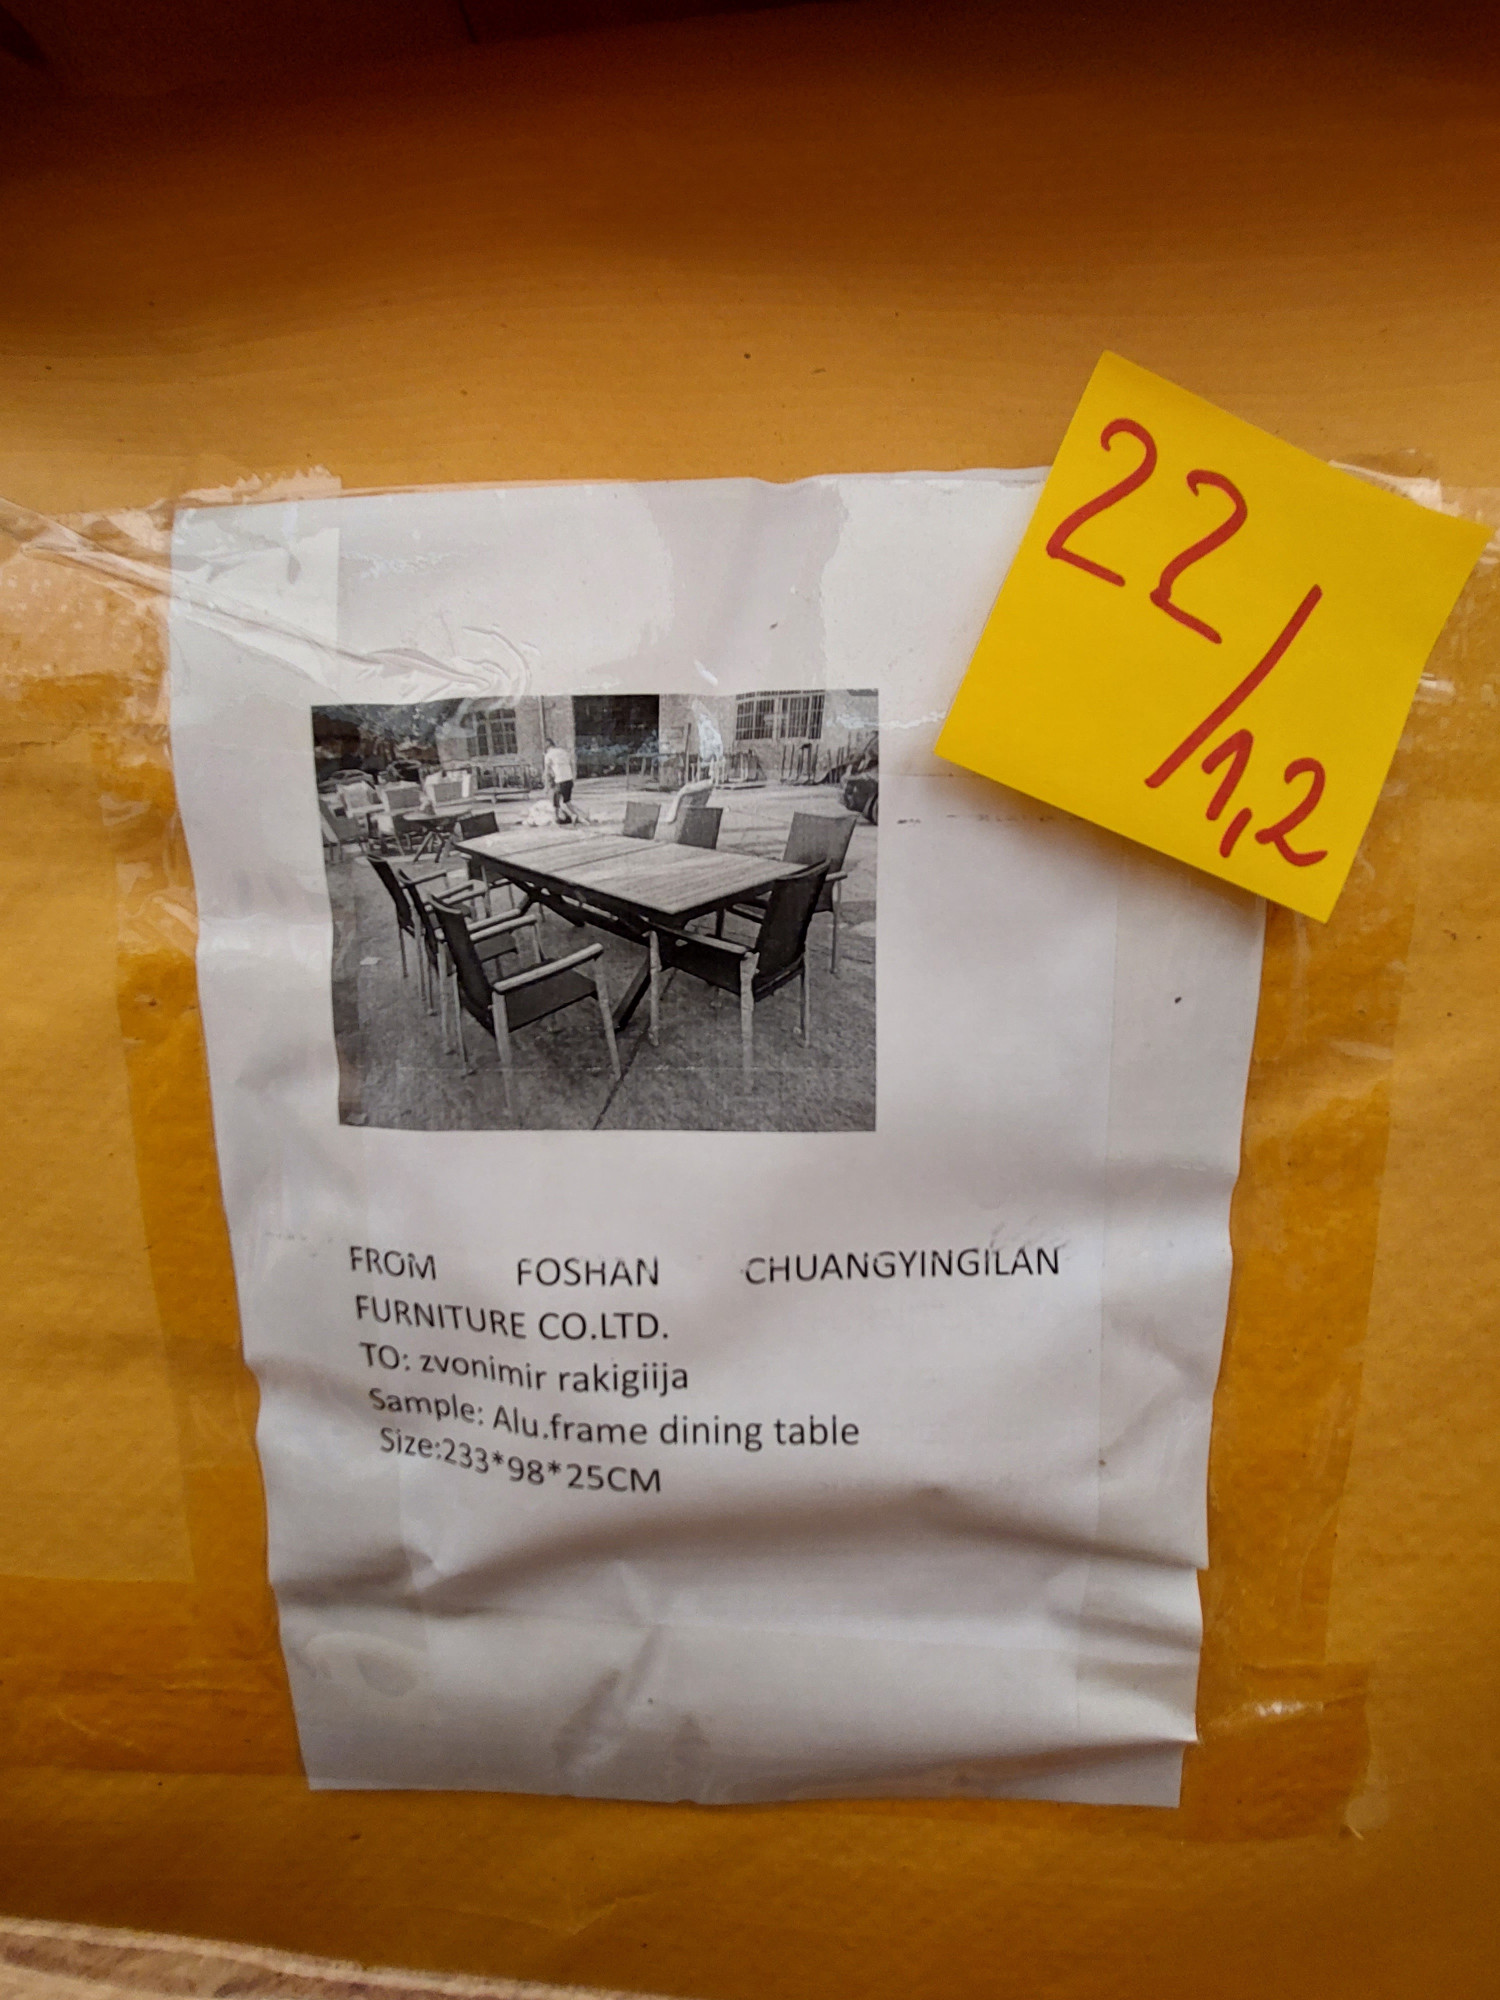 22/1,2
FROM FOSHAN CHUANGYINGILAN
FURNITURE CO.LTD.
TO: zvonimir rakigiija
Sample: Alu.frame dining table
Size:233*98*25CM